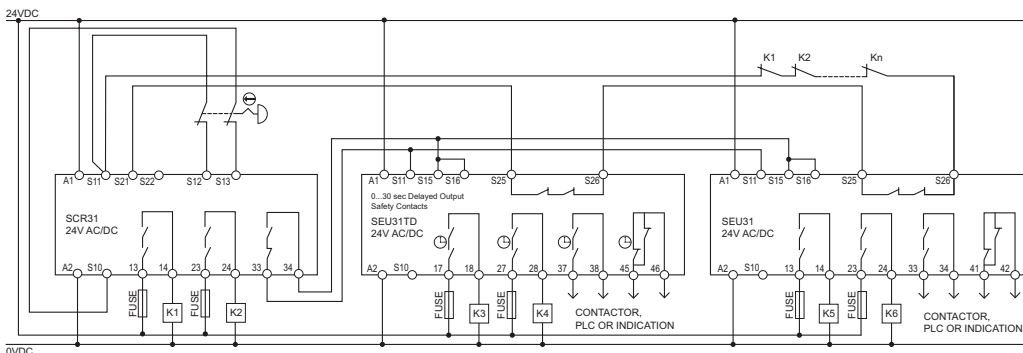 24VDC
K1 K2 Kn
A1 S11 S21 S22 S12 S13
A1 S11 S15 S16 S25 S26
A1 S11 S15 S16 S25 S26
SCR31
24V AC/DC
0...30 sec Delayed Output
Safety Contacts
SEU31TD
24V AC/DC
SEU31
24V AC/DC
A2 S10 13 14 23 24 33 34
A2 S10 17 18 27 28 37 38 45 46
A2 S10 13 14 23 24 33 34 41 42
FUSE K1 FUSE K2
FUSE K3 FUSE K4
CONTACTOR,
PLC OR INDICATION
FUSE K5 FUSE K6
CONTACTOR,
PLC OR INDICATION
0VDC